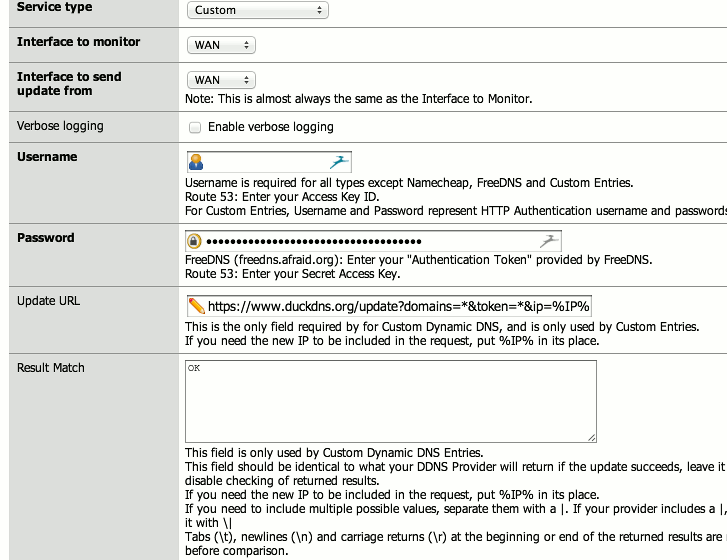 Service type
Custom
Interface to monitor
WAN
Interface to send
update from
WAN
Note: This is almost always the same as the Interface to Monitor.
Verbose logging
Enable verbose logging
Username
Username is required for all types except Namecheap, FreeDNS and Custom Entries.
Route 53: Enter your Access Key ID.
For Custom Entries, Username and Password represent HTTP Authentication username and passwords
Password
••••••••••••••••••••••••••••••••••••
FreeDNS (freedns.afraid.org): Enter your "Authentication Token" provided by FreeDNS.
Route 53: Enter your Secret Access Key.
Update URL
https://www.duckdns.org/update?domains=*&token=*&ip=%IP%
This is the only field required by for Custom Dynamic DNS, and is only used by Custom Entries.
If you need the new IP to be included in the request, put %IP% in its place.
Result Match
OK
This field is only used by Custom Dynamic DNS Entries.
This field should be identical to what your DDNS Provider will return if the update succeeds, leave it
disable checking of returned results.
If you need the new IP to be included in the request, put %IP% in its place.
If you need to include multiple possible values, separate them with a |. If your provider includes a |,
it with \|
Tabs (\t), newlines (\n) and carriage returns (\r) at the beginning or end of the returned results are
before comparison.